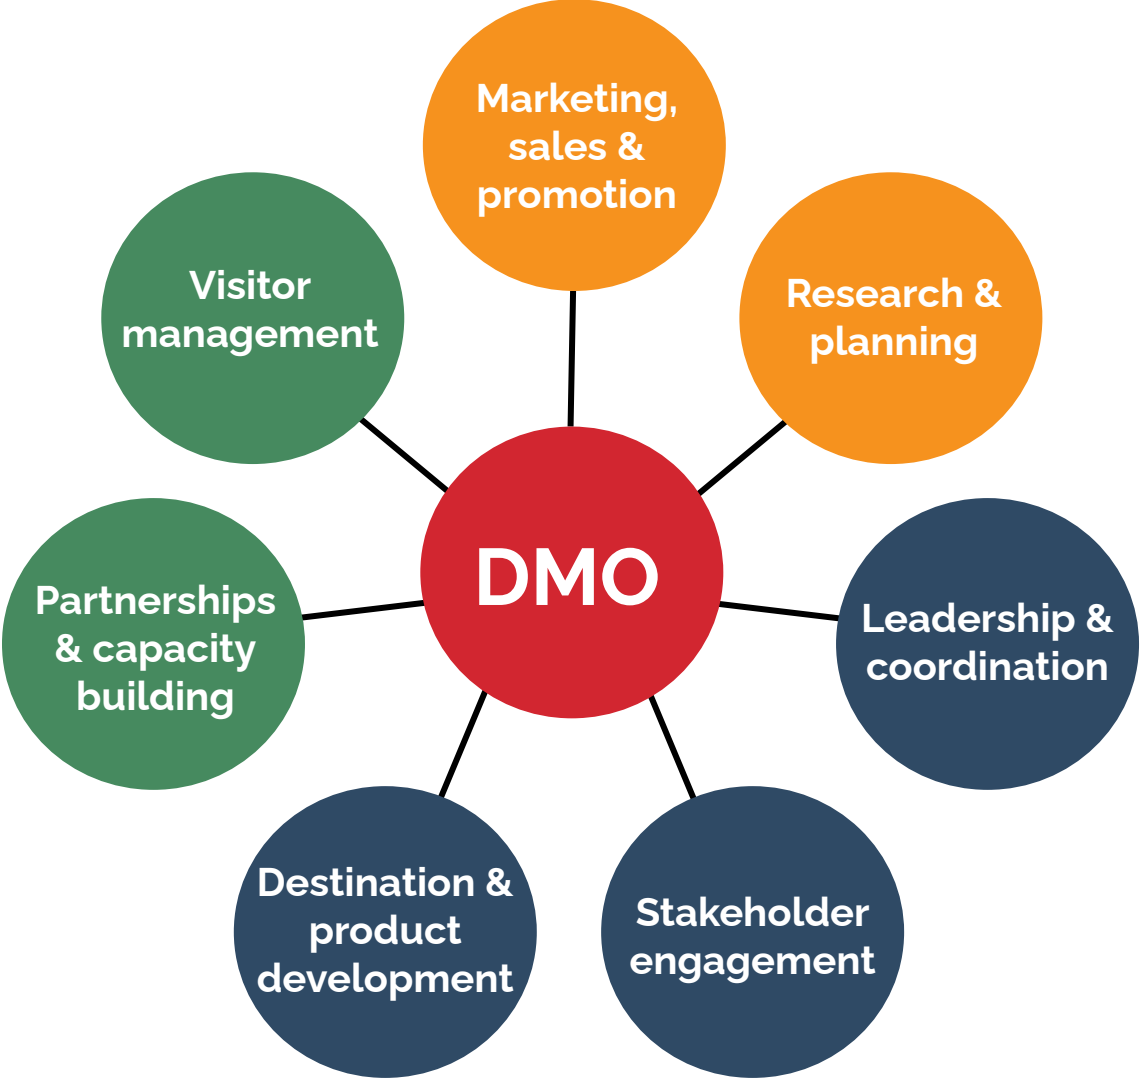 Marketing,
sales &
promotion
Research &
planning
Leadership &
coordination
Stakeholder
engagement
Destination &
product
development
Partnerships
& capacity
building
Visitor
management
DMO